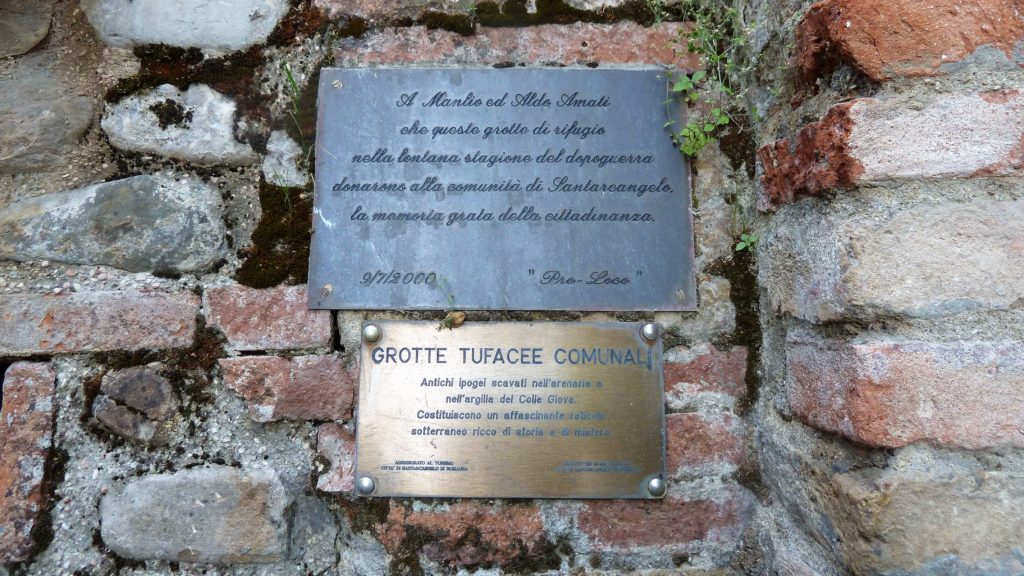 A Manlio ed Aldo Amati
che queste grotte di rifugio
nella lontana stagione del dopoguerra
donarono alla comunità di Santarcangelo,
la memoria grata della cittadinanza.
9/7/2000 " Pro-Loco "
GROTTE TUFACEE COMUNALI
Antichi ipogei scavati nell'arenaria e
nell'argilla del Colle Giove.
Costituiscono un affascinante reticolo
sotterraneo ricco di storia e di mistero
ASSESSORATO AL TURISMO
CITTA' DI SANTARCANGELO DI ROMAGNA